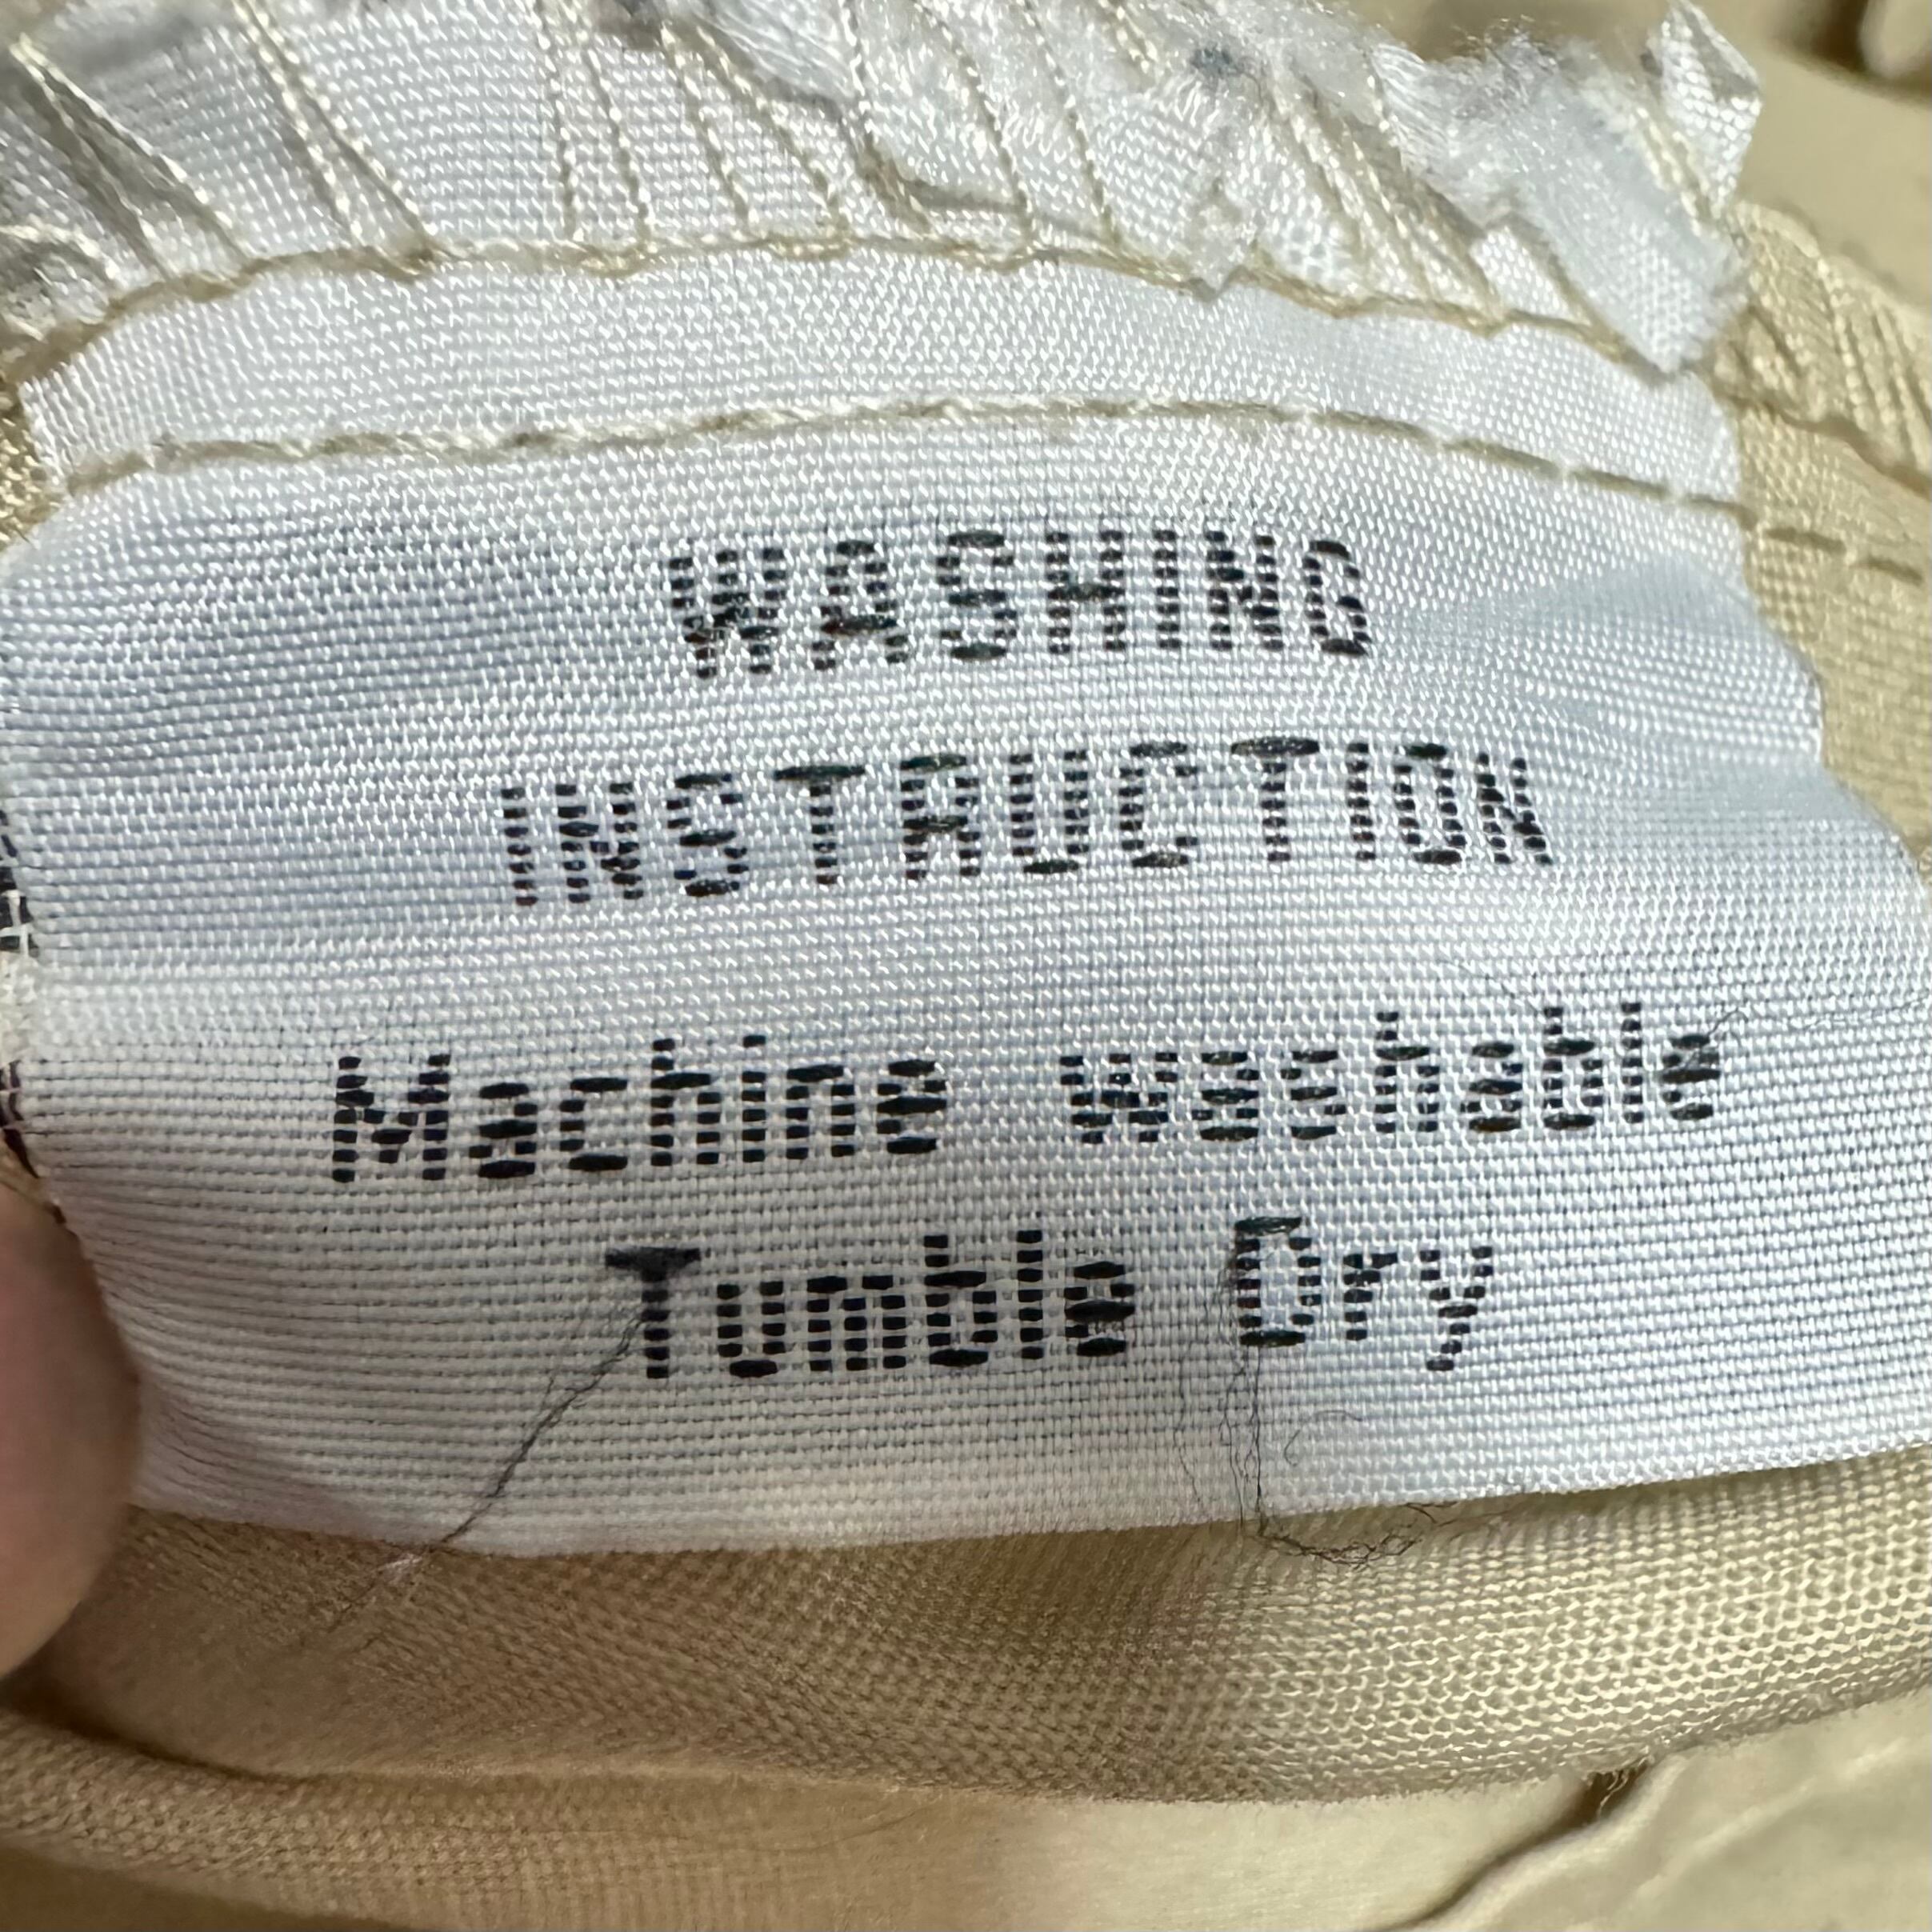 WASHING
INSTRUCTION
Machine washable
Tumble Dry